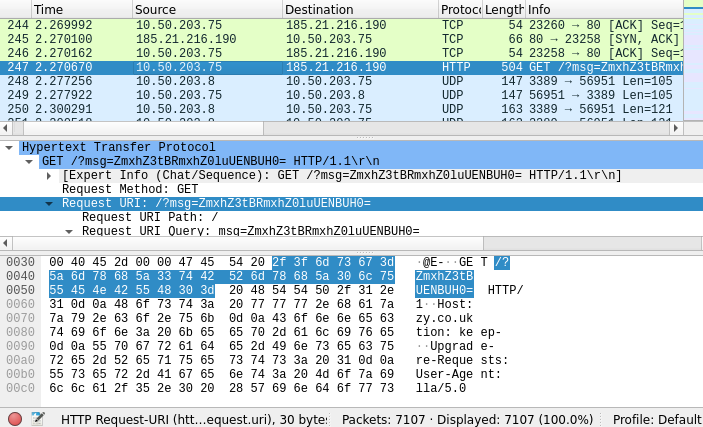 Time Source Destination Protoco Length Info
244 2.269992 10.50.203.75 185.21.216.190 TCP 54 23260 → 80 [ACK] Seq=1
245 2.270100 185.21.216.190 10.50.203.75 TCP 66 80 → 23258 [SYN, ACK]
246 2.270162 10.50.203.75 185.21.216.190 TCP 54 23258 → 80 [ACK] Seq=1
247 2.270670 10.50.203.75 185.21.216.190 HTTP 504 GET /?msg=ZmxhZ3tBRmxh
248 2.277256 10.50.203.8 10.50.203.75 UDP 147 3389 → 56951 Len=105
249 2.277922 10.50.203.75 10.50.203.8 UDP 147 56951 → 3389 Len=105
250 2.300291 10.50.203.8 10.50.203.75 UDP 163 3389 → 56951 Len=121
Hypertext Transfer Protocol
GET /?msg=ZmxhZ3tBRmxhZ0luUENBUH0= HTTP/1.1\r\n
[Expert Info (Chat/Sequence): GET /?msg=ZmxhZ3tBRmxhZ0luUENBUH0= HTTP/1.1\r\n]
Request Method: GET
Request URI: /?msg=ZmxhZ3tBRmxhZ0luUENBUH0=
Request URI Path: /
Request URI Query: msg=ZmxhZ3tBRmxhZ0luUENBUH0=
0030 00 40 45 2d 00 00 47 45 54 20 2f 3f 6d 73 67 3d ·@E-··GE T /?
0040 5a 6d 78 68 5a 33 74 42 52 6d 78 68 5a 30 6c 75 ZmxhZ3tB
0050 55 45 4e 42 55 48 30 3d 20 48 54 54 50 2f 31 2e UENBUH0= HTTP/
0060 31 0d 0a 48 6f 73 74 3a 20 77 77 77 2e 68 61 7a 1··Host:
0070 7a 79 2e 63 6f 2e 75 6b 0d 0a 43 6f 6e 6e 65 63 zy.co.uk
0080 74 69 6f 6e 3a 20 6b 65 65 70 2d 61 6c 69 76 65 tion: ke ep-
0090 0d 0a 55 70 67 72 61 64 65 2d 49 6e 73 65 63 75 ··Upgrad e-
00a0 72 65 2d 52 65 71 75 65 73 74 73 3a 20 31 0d 0a re-Reque sts:
00b0 55 73 65 72 2d 41 67 65 6e 74 3a 20 4d 6f 7a 69 User-Age nt:
00c0 6c 6c 61 2f 35 2e 30 20 28 57 69 6e 64 6f 77 73 lla/5.0
HTTP Request-URI (htt…equest.uri), 30 bytes Packets: 7107 · Displayed: 7107 (100.0%) Profile: Default